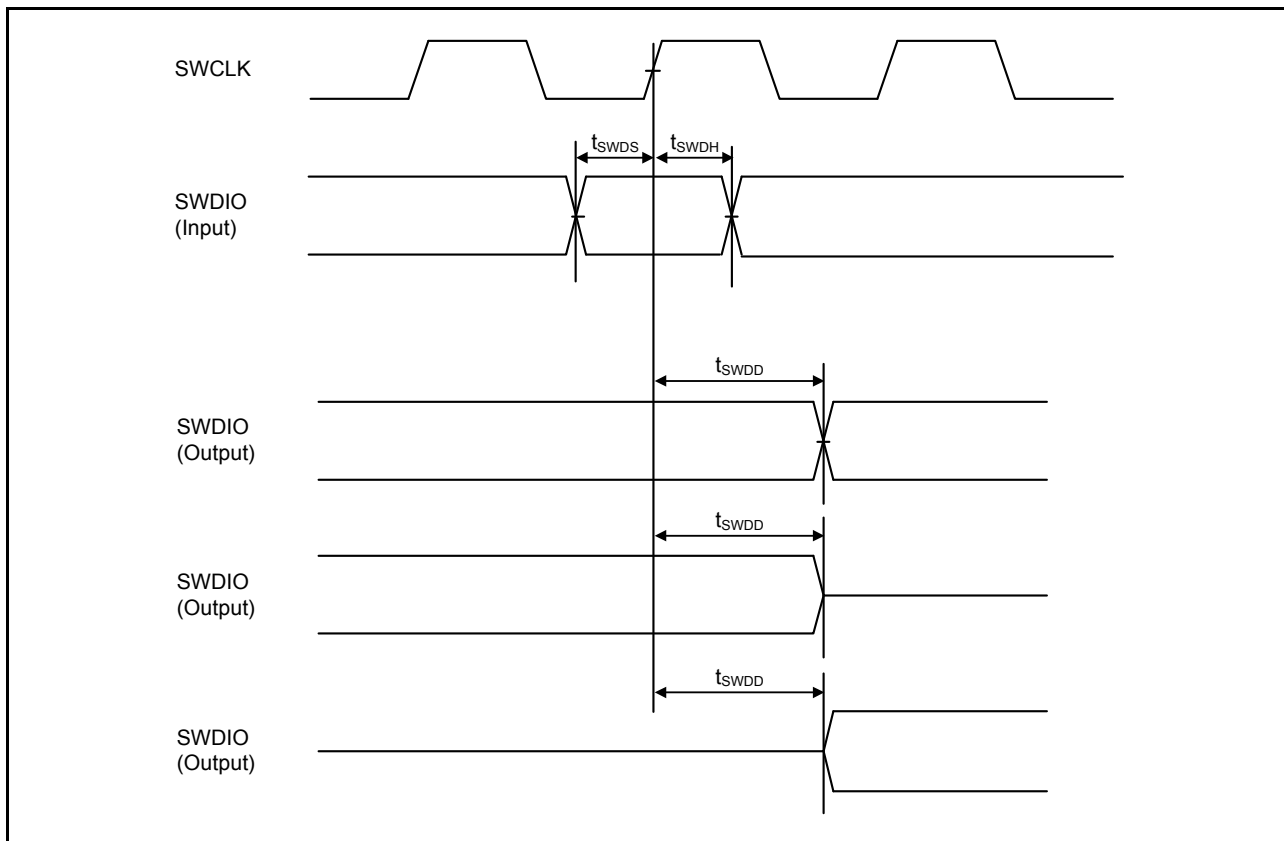 SWCLK
tSWDS
tSWDH
SWDIO
(Input)
tSWDD
SWDIO
(Output)
tSWDD
SWDIO
(Output)
tSWDD
SWDIO
(Output)